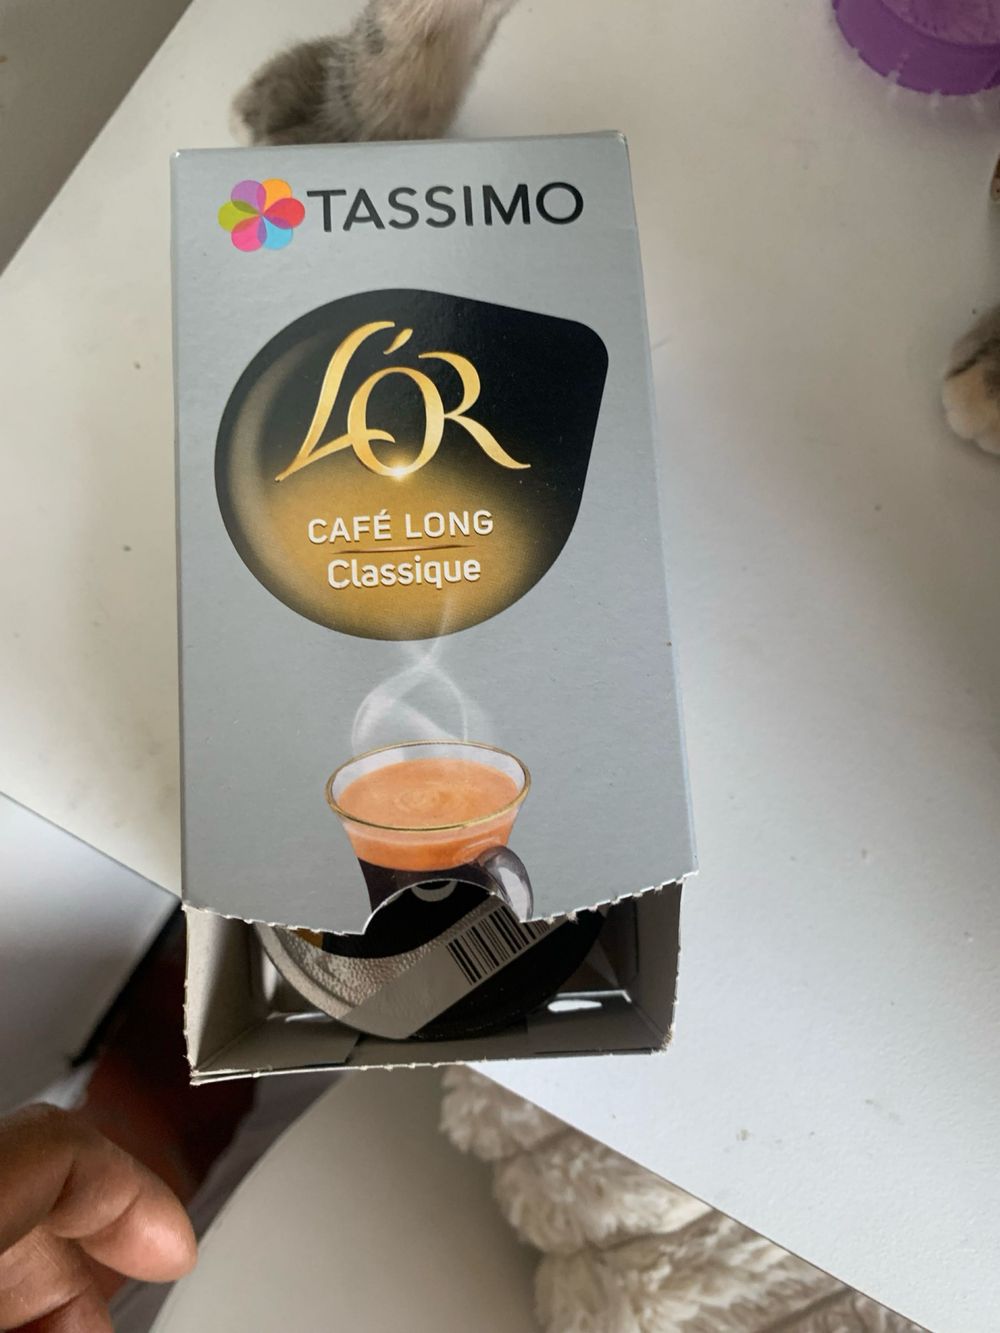 TASSIMO
L'OR
CAFÉ LONG
Classique